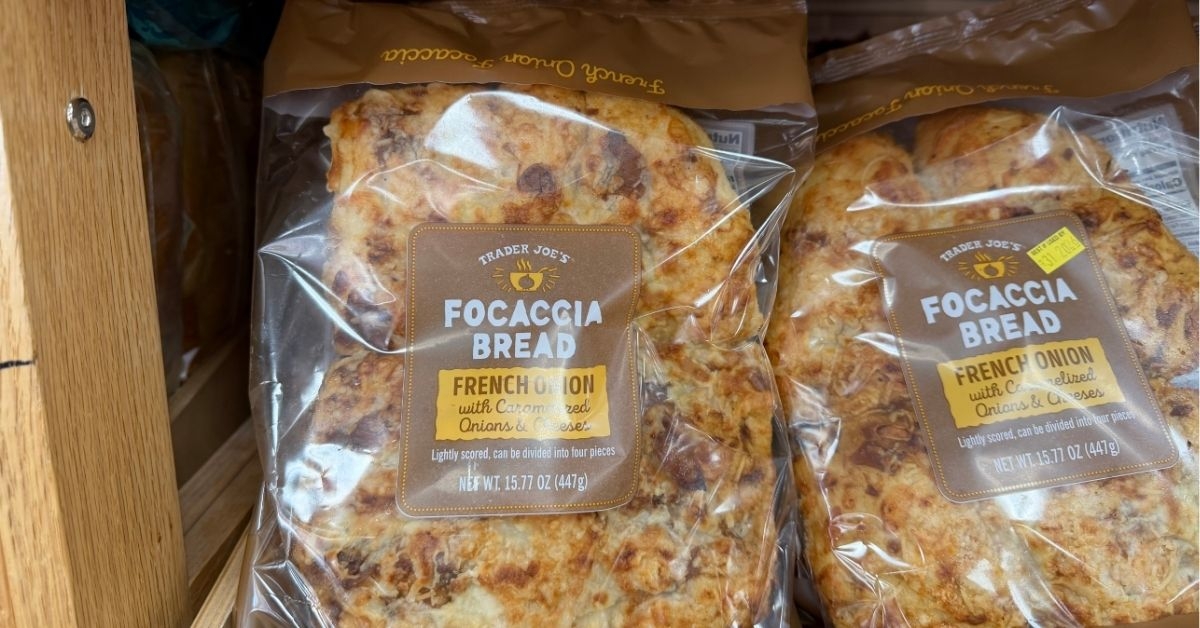 French Onion Focaccia
TRADER JOE'S
FOCACCIA
BREAD
FRENCH ONION
with Caramelized
Onions & Cheeses
Lightly scored, can be divided into four pieces
NET WT. 15.77 OZ (447g)
French Onion Focaccia
TRADER JOE'S
FOCACCIA
BREAD
FRENCH ONION
with Caramelized
Onions & Cheeses
Lightly scored, can be divided into four pieces
NET WT. 15.77 OZ (447g)